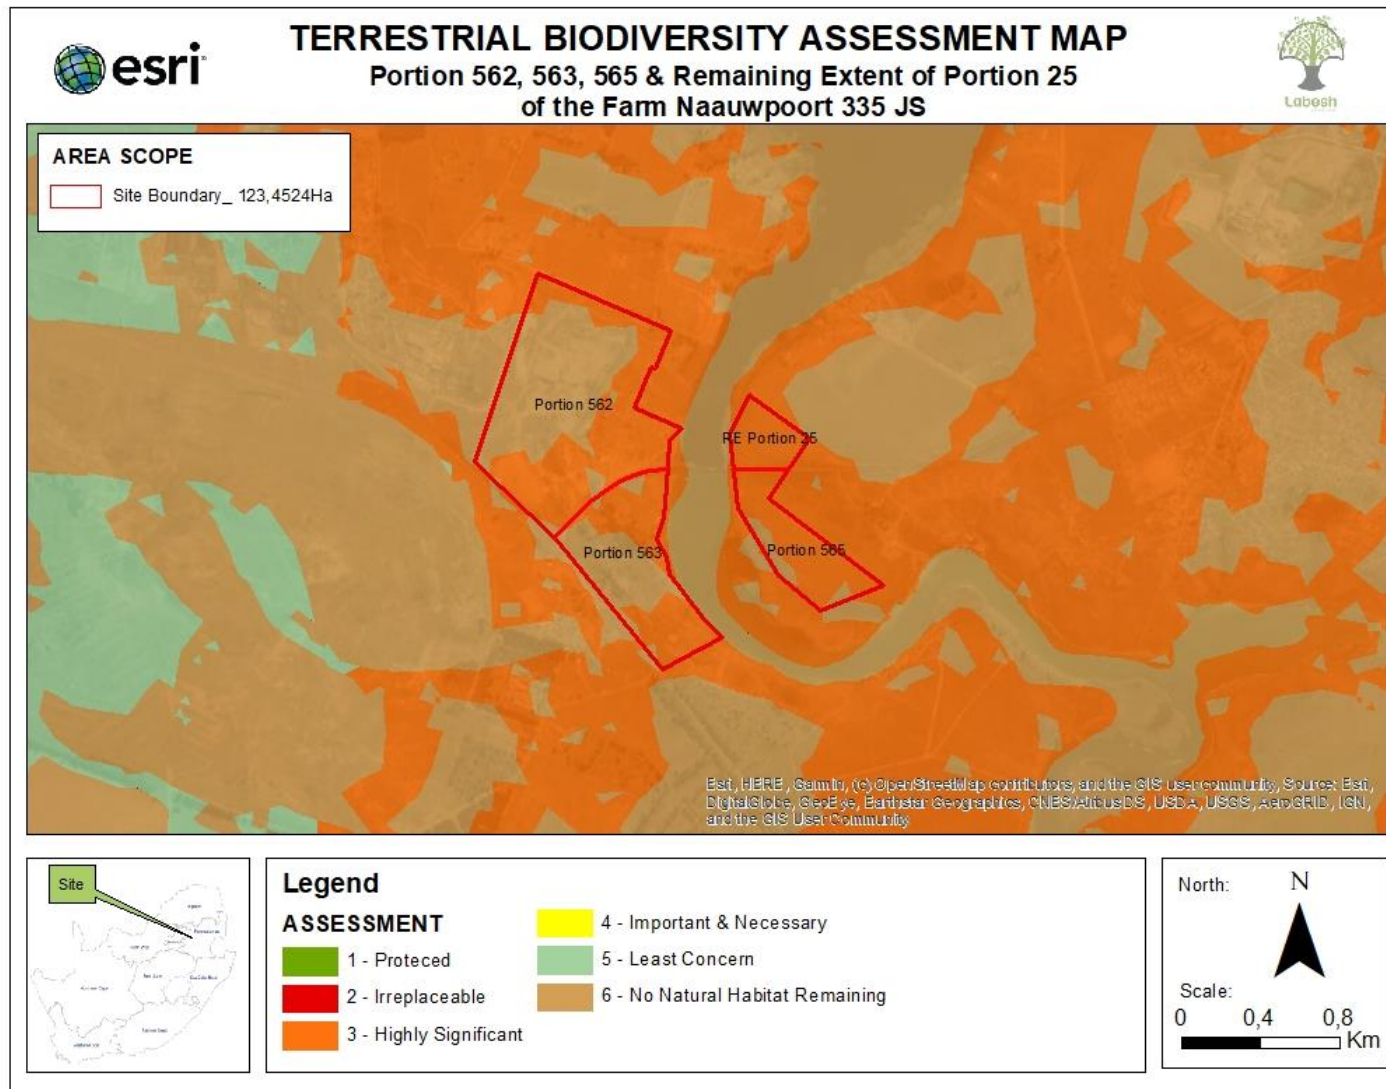 esri
TERRESTRIAL BIODIVERSITY ASSESSMENT MAP
Portion 562, 563, 565 & Remaining Extent of Portion 25
of the Farm Naauwpoort 335 JS
Labesh
AREA SCOPE
Site Boundary_ 123,4524Ha
Portion 562
RE Portion 25
Portion 563
Portion 565
Esri, HERE, Garmin, (c) OpenStreetMap contributors, and the GIS user community, Source: Esri,
DigitalGlobe, GeoEye, Earthstar Geographics, CNES/Airbus DS, USDA, USGS, AeroGRID, IGN,
and the GIS User Community
Site
Legend
ASSESSMENT
1 - Proteced
2 - Irreplaceable
3 - Highly Significant
4 - Important & Necessary
5 - Least Concern
6 - No Natural Habitat Remaining
North:
N
Scale:
0 0,4 0,8
Km